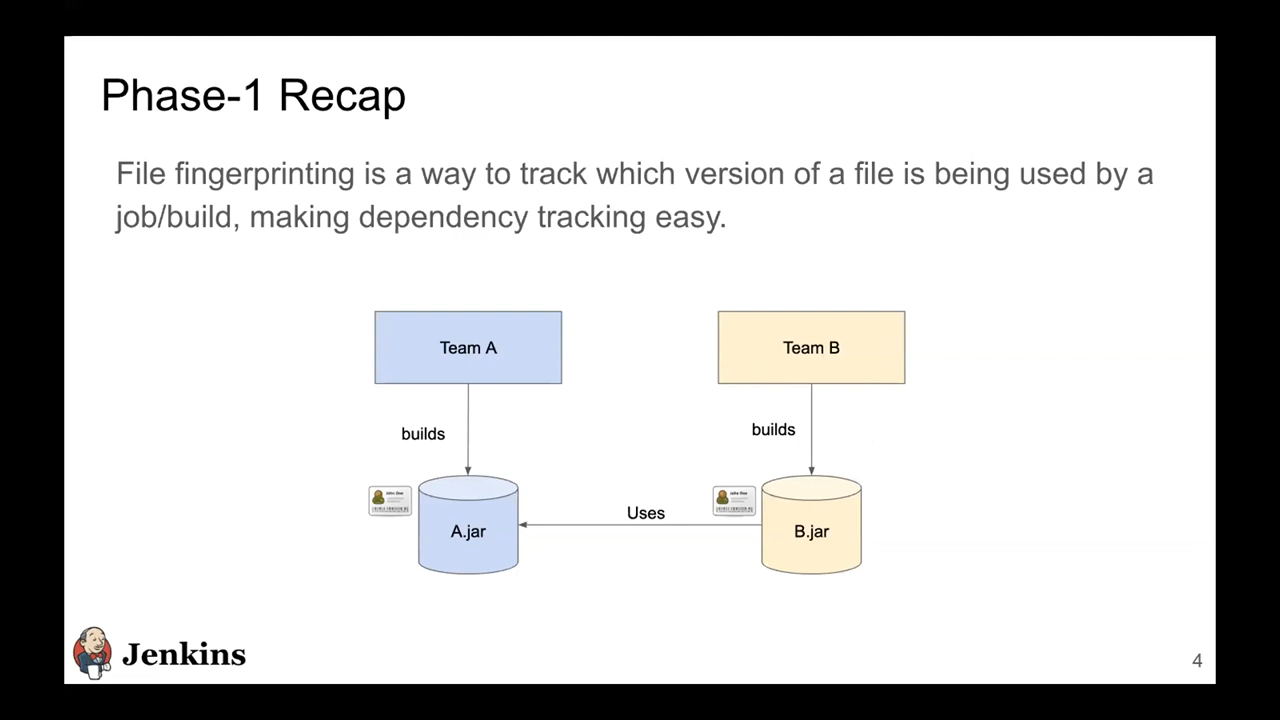 Phase-1 Recap
File fingerprinting is a way to track which version of a file is being used by a
job/build, making dependency tracking easy.
Team A
Team B
builds
builds
Uses
A.jar
B.jar
Jenkins
4